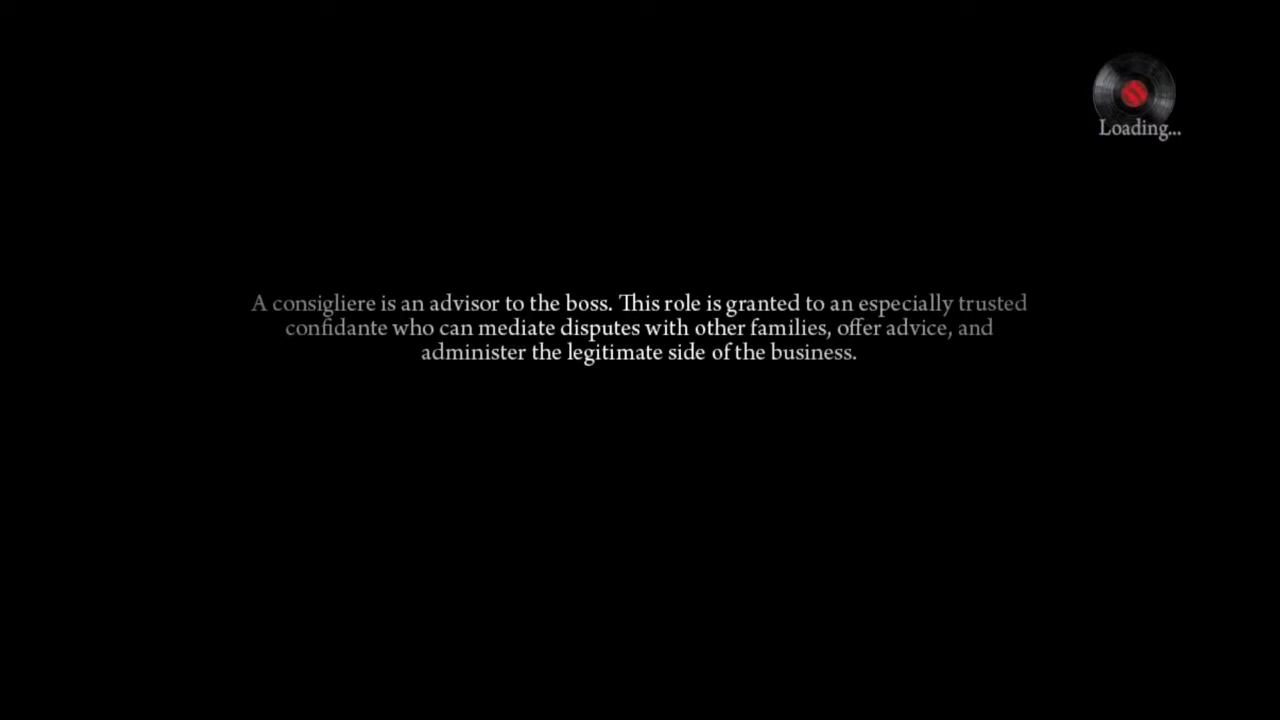 Loading...
A consigliere is an advisor to the boss. This role is granted to an especially trusted
confidante who can mediate disputes with other families, offer advice, and
administer the legitimate side of the business.